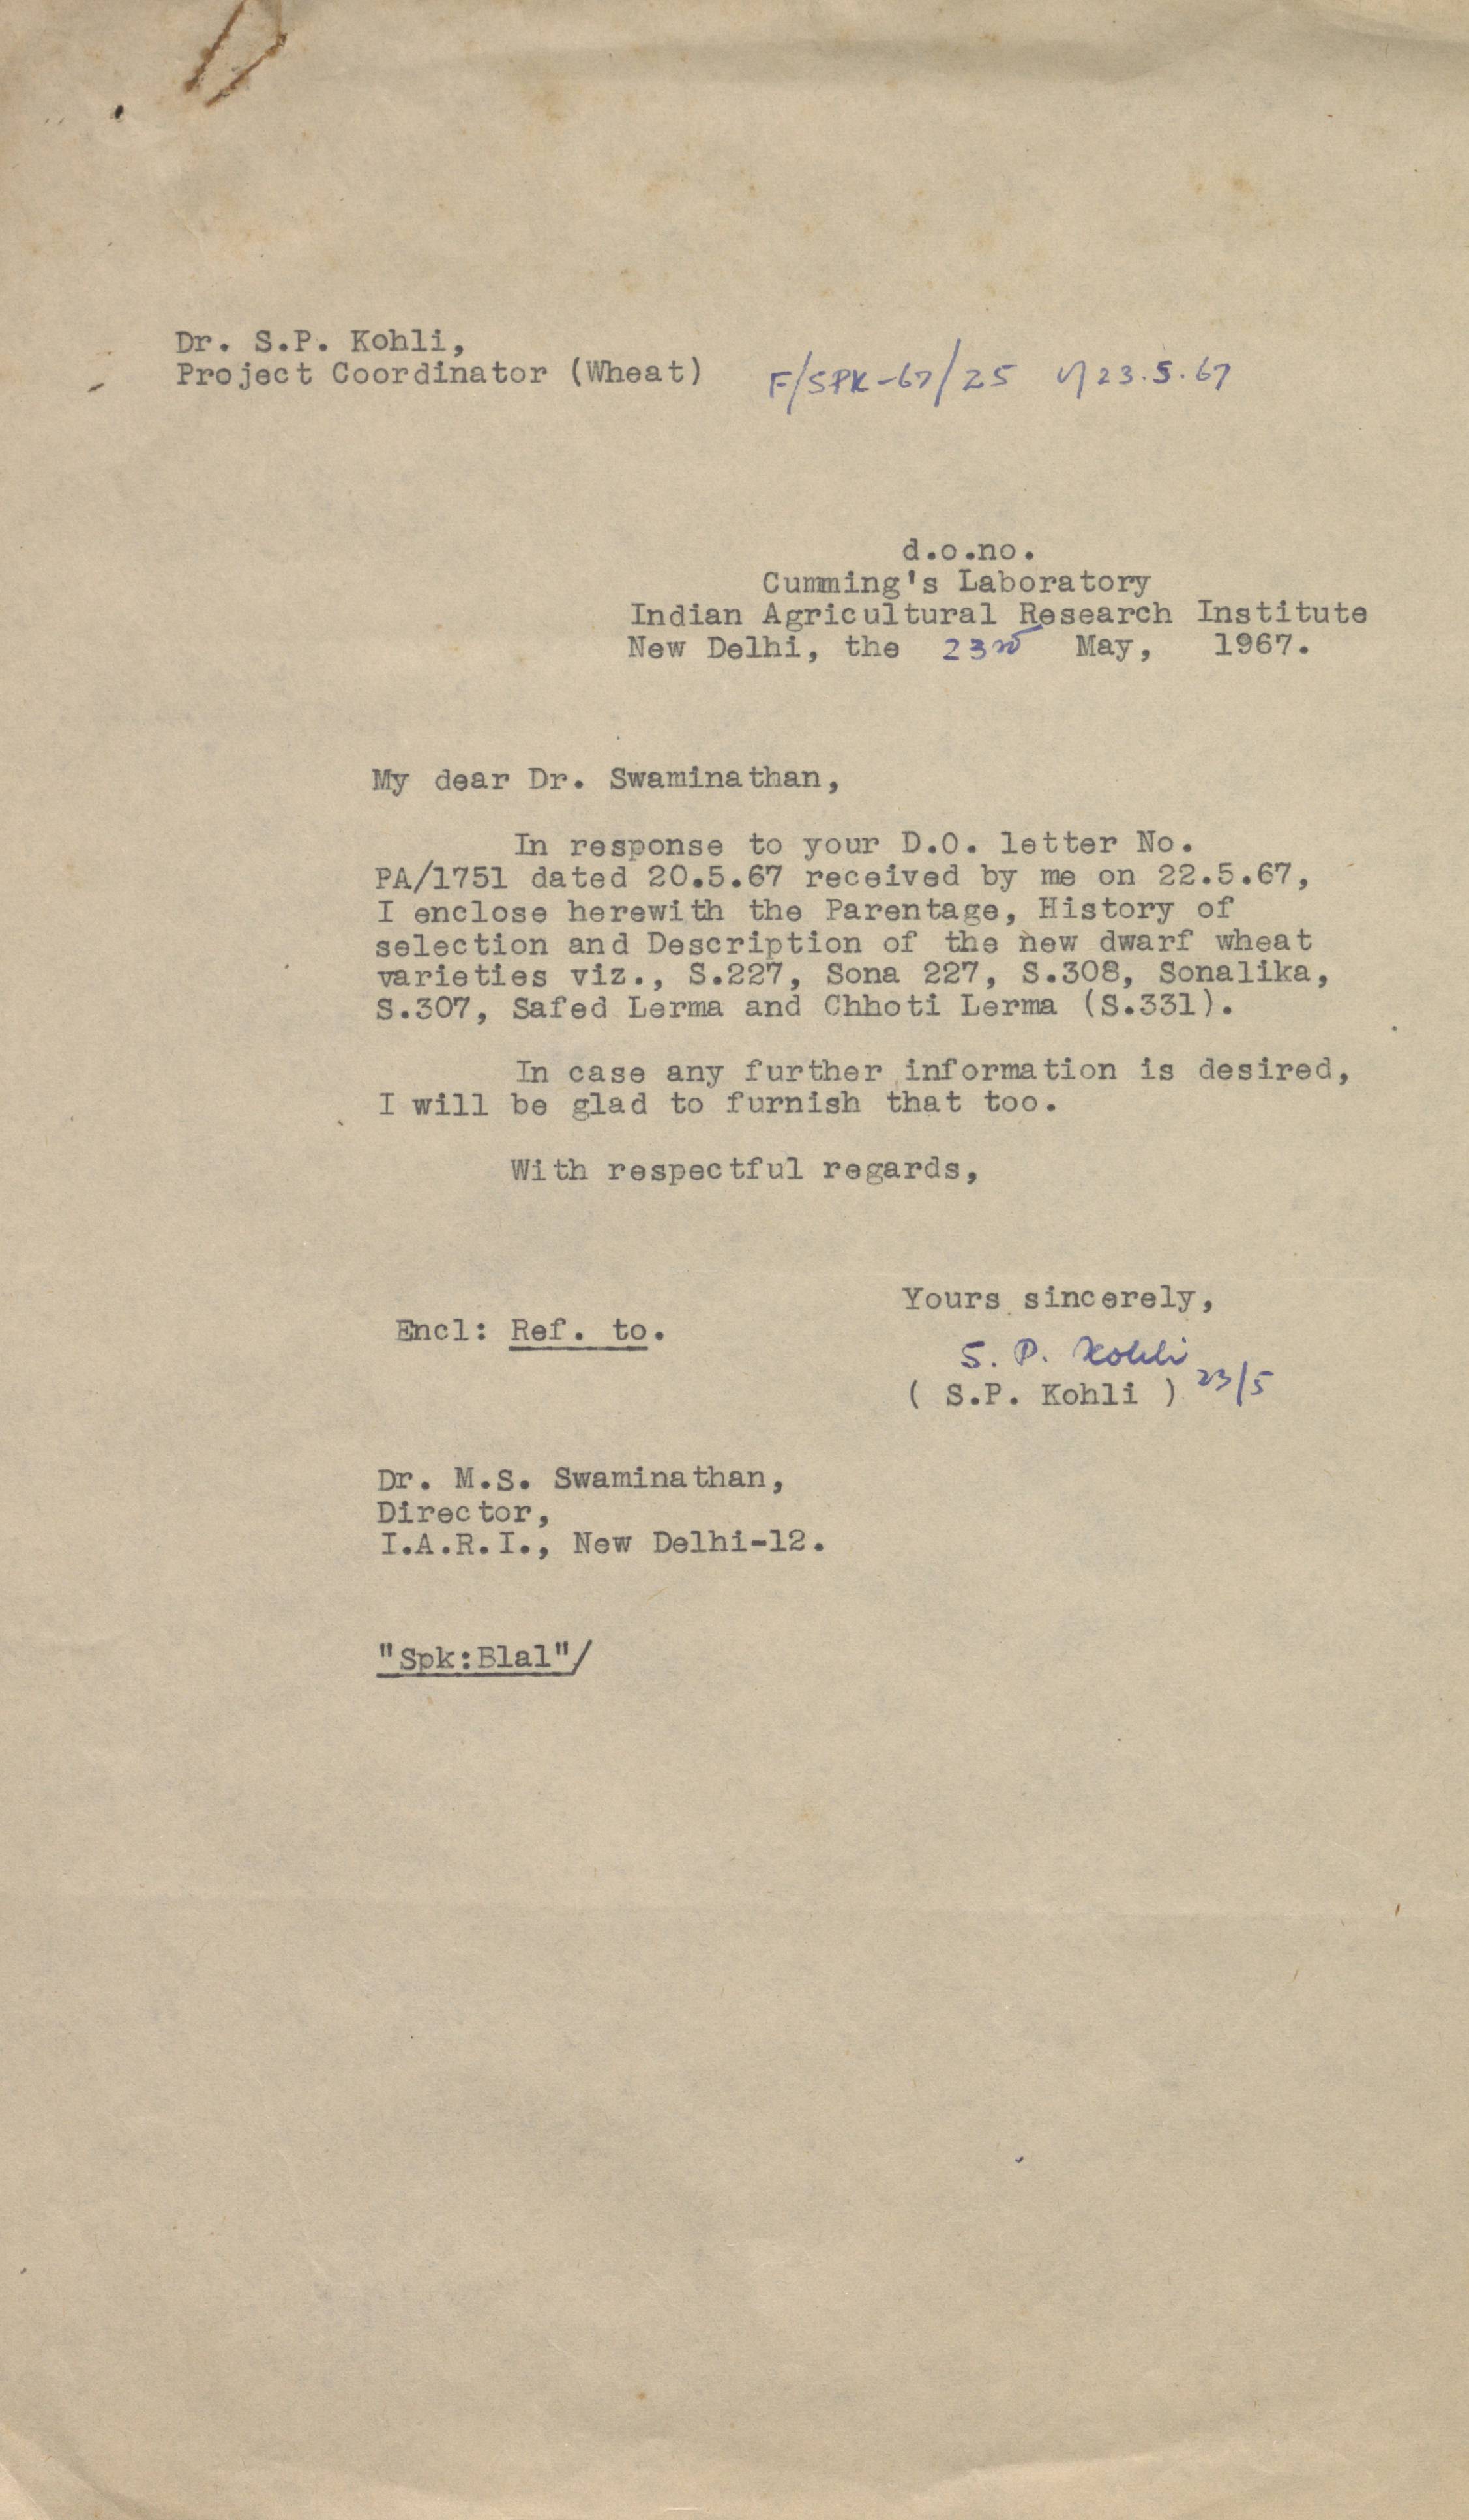 Dr. S.P. Kohli,
Project Coordinator (Wheat) F/SPK-67/25 23.5.67
d.o.no.
Cumming's Laboratory
Indian Agricultural Research Institute
New Delhi, the 23rd May, 1967.
My dear Dr. Swaminathan,
In response to your D.O. letter No.
PA/1751 dated 20.5.67 received by me on 22.5.67,
I enclose herewith the Parentage, History of
selection and Description of the new dwarf wheat
varieties viz., S.227, Sona 227, S.308, Sonalika,
S.307, Safed Lerma and Chhoti Lerma (S.331).
In case any further information is desired,
I will be glad to furnish that too.
With respectful regards,
Yours sincerely,
Encl: Ref. to.
S. P. Kohli
( S.P. Kohli ) 23/5
Dr. M.S. Swaminathan,
Director,
I.A.R.I., New Delhi-12.
"Spk:Blal"/